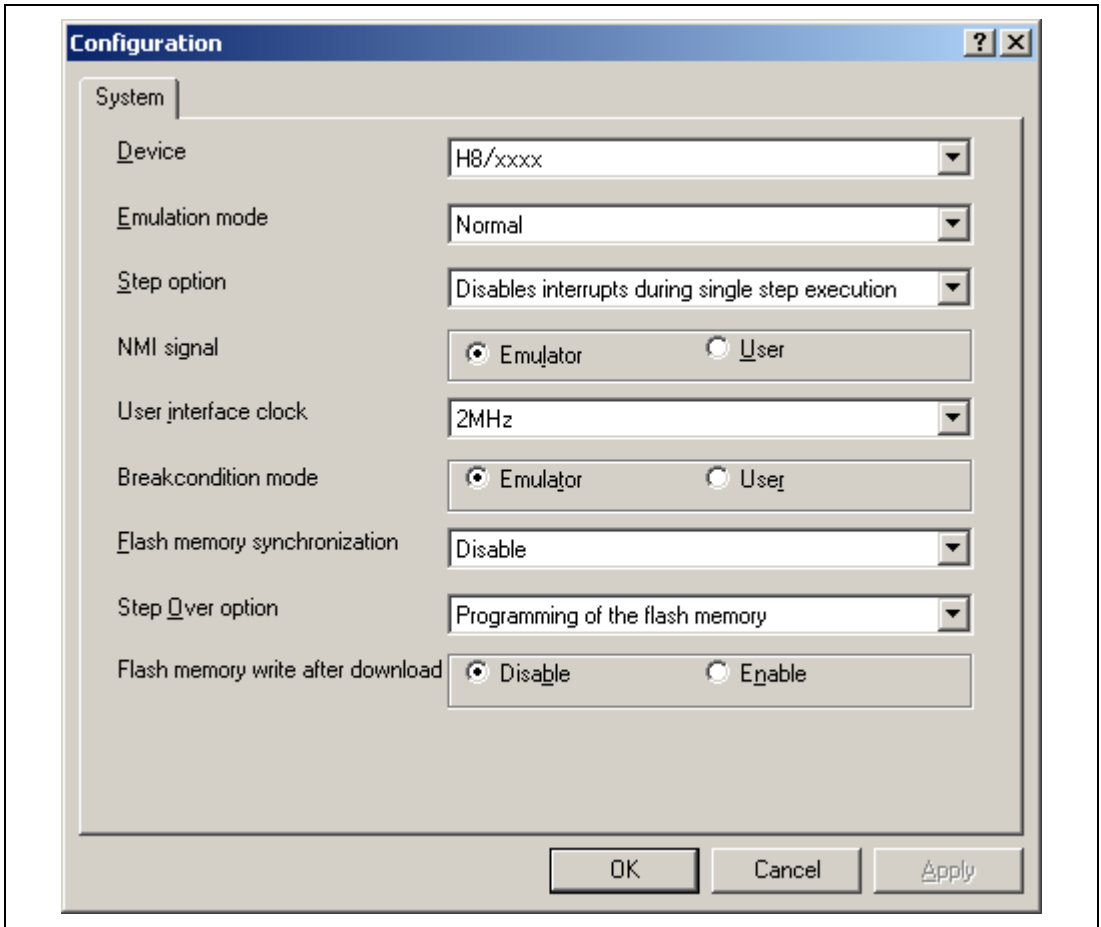 Configuration
System
Device H8/xxxx
Emulation mode Normal
Step option Disables interrupts during single step execution
NMI signal Emulator User
User interface clock 2MHz
Breakcondition mode Emulator User
Flash memory synchronization Disable
Step Over option Programming of the flash memory
Flash memory write after download Disable Enable
OK Cancel Apply